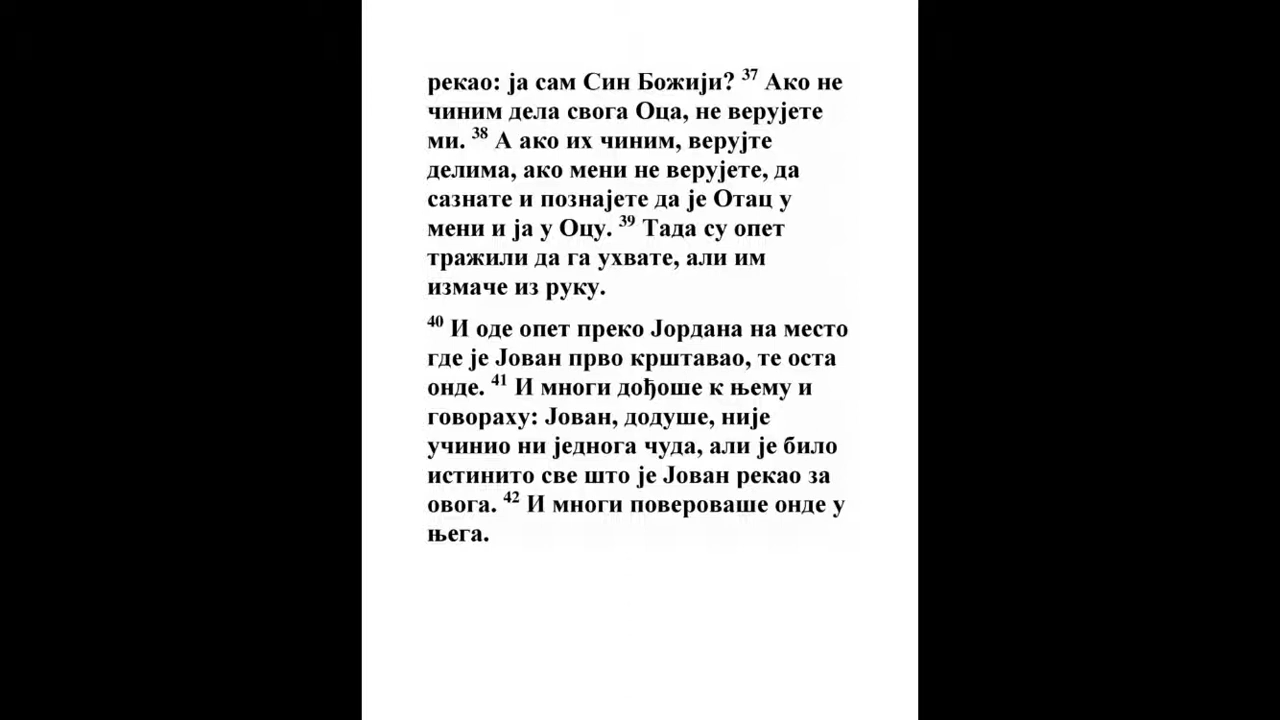 рекао: ја сам Син Божији? 37 Ако не
чиним дела свога Оца, не верујете
ми. 38 А ако их чиним, верујте
делима, ако мени не верујете, да
сазнате и познајете да је Отац у
мени и ја у Оцу. 39 Тада су опет
тражили да га ухвате, али им
измаче из руку.
40 И оде опет преко Јордана на место
где је Јован прво крштавао, те оста
онде. 41 И многи дођоше к њему и
говораху: Јован, додуше, није
учинио ни једнога чуда, али је било
истинито све што је Јован рекао за
овога. 42 И многи повероваше онде у
њега.